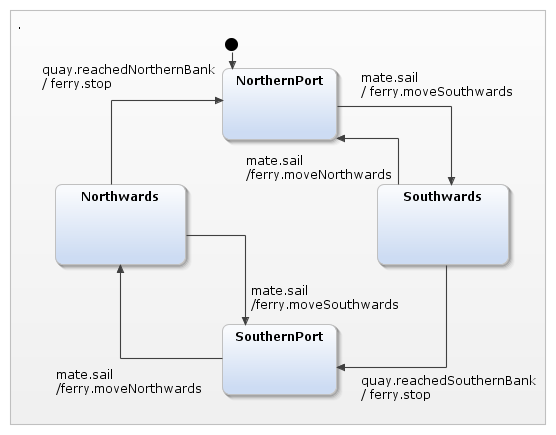 .
quay.reachedNorthernBank
/ ferry.stop
NorthernPort
mate.sail
/ ferry.moveSouthwards
mate.sail
/ferry.moveNorthwards
Northwards
Southwards
mate.sail
/ferry.moveSouthwards
SouthernPort
mate.sail
/ferry.moveNorthwards
quay.reachedSouthernBank
/ ferry.stop